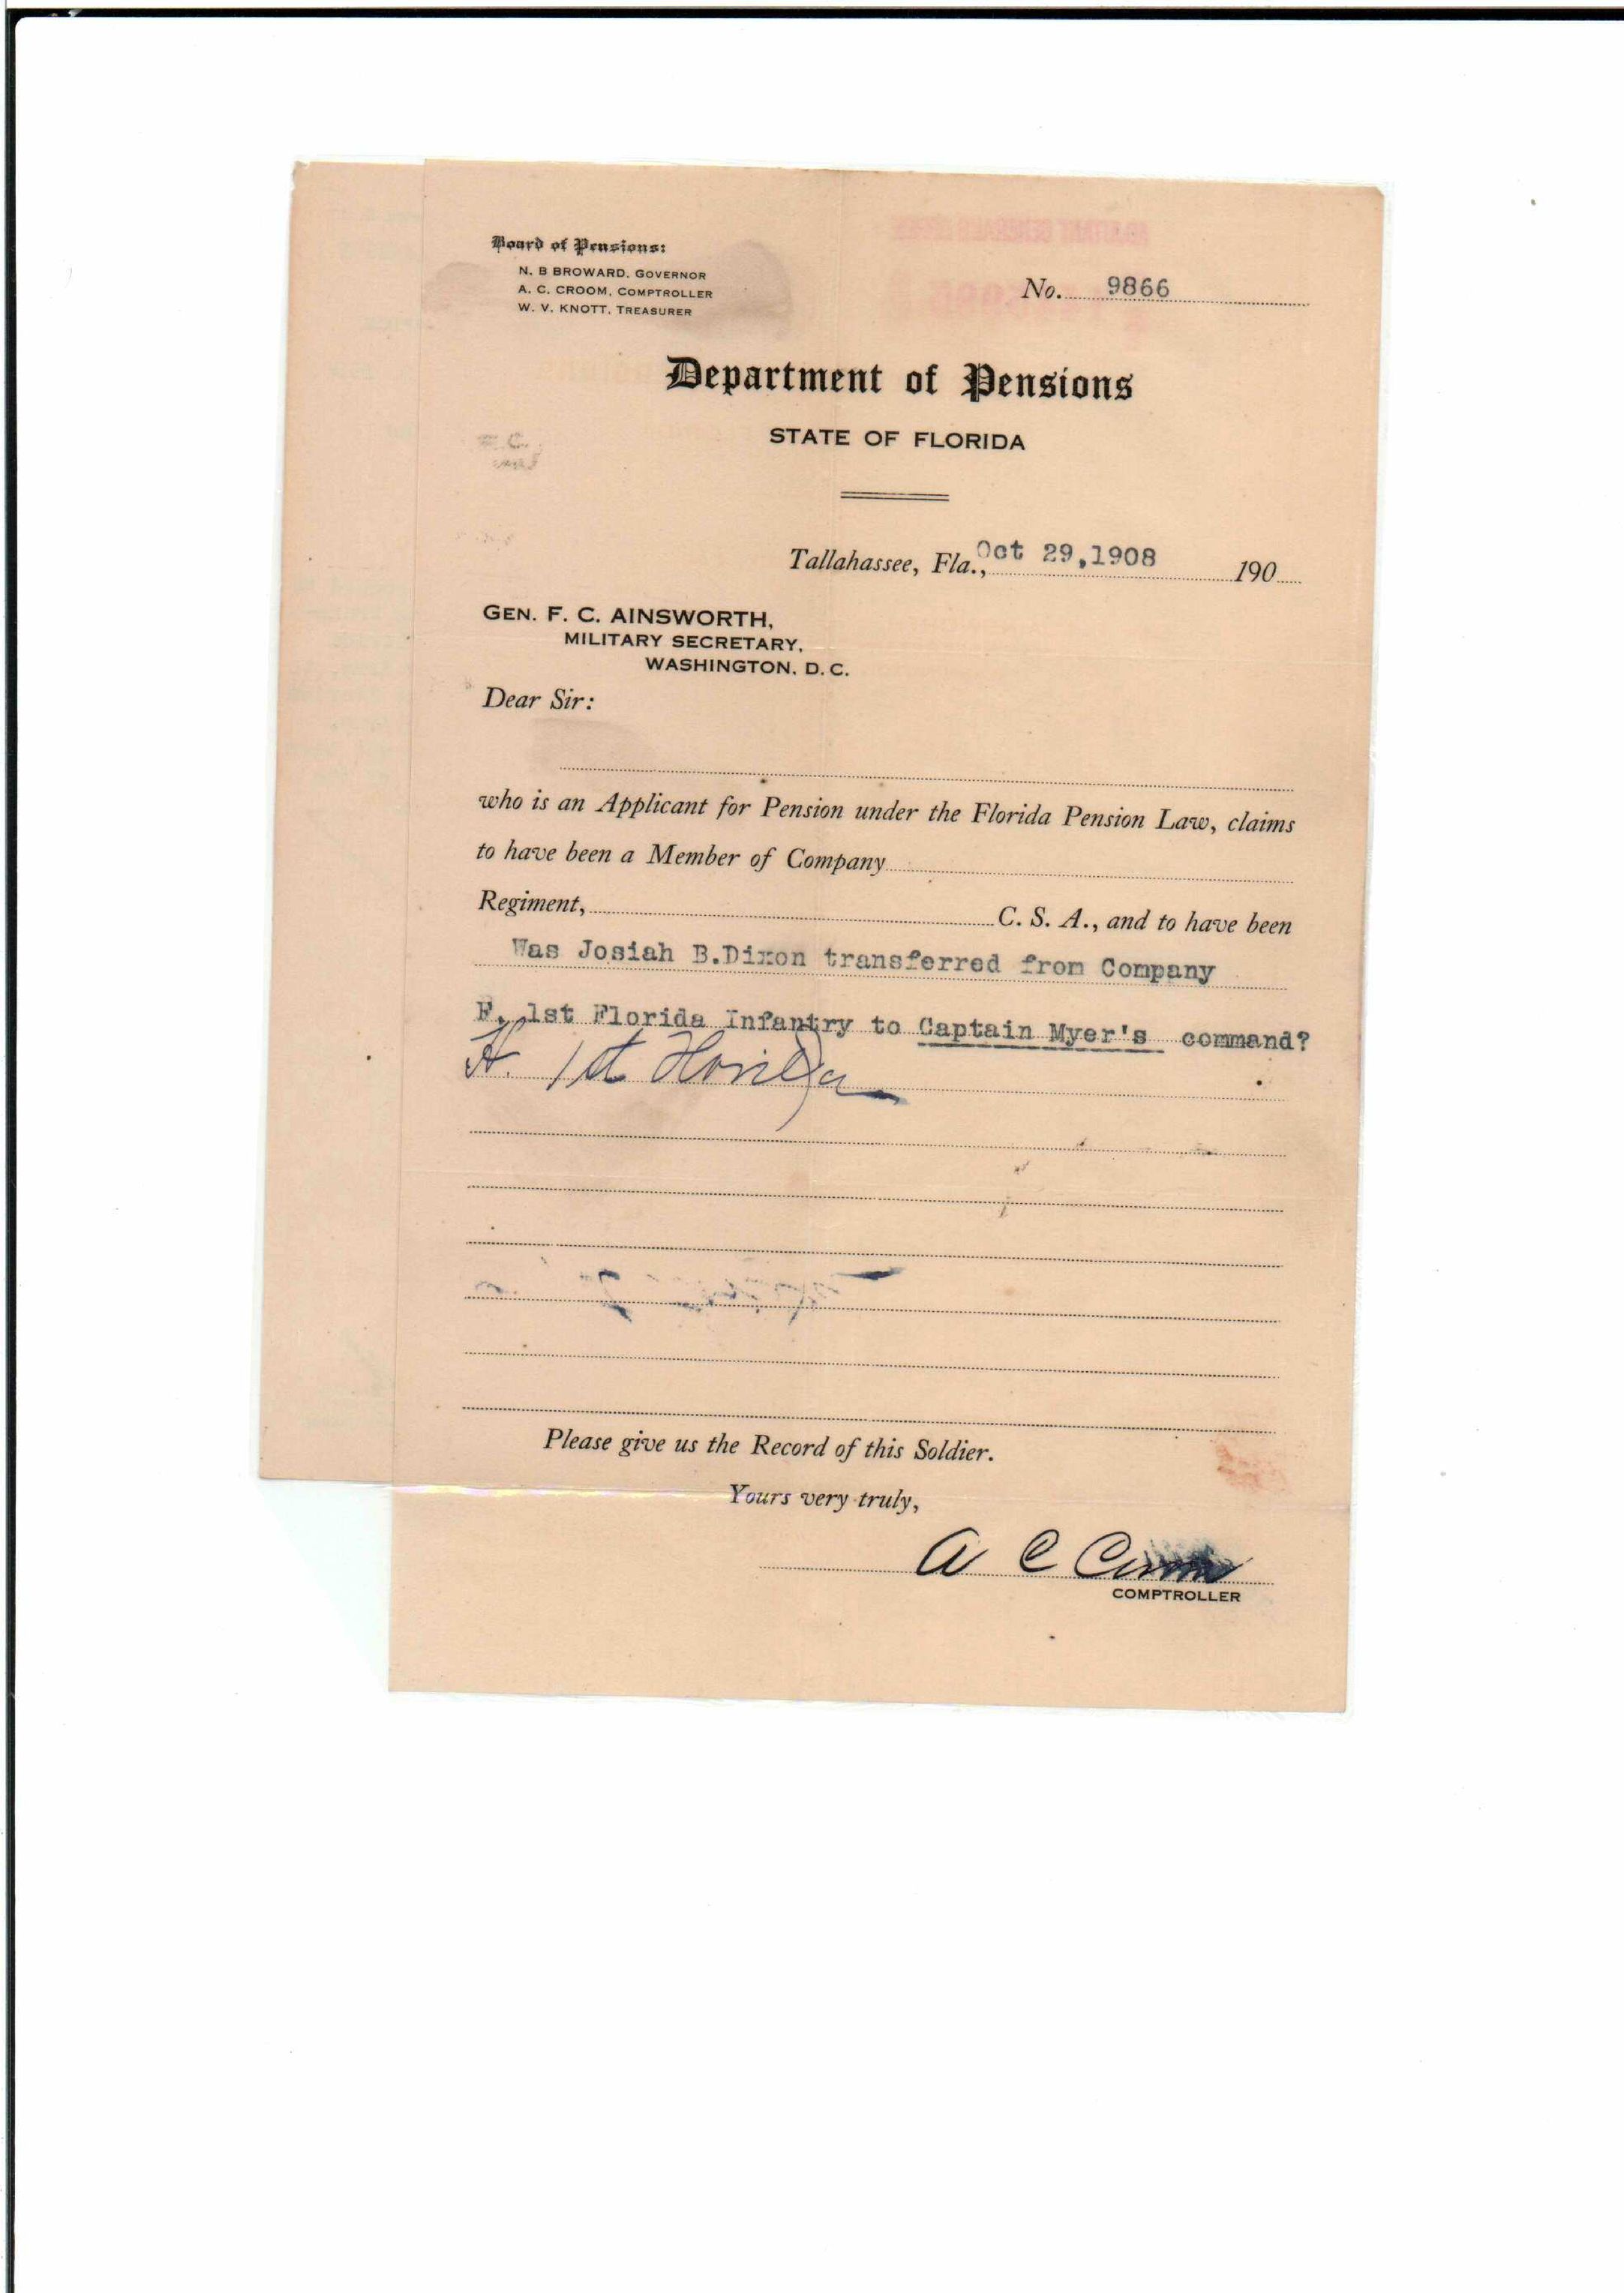 Board of Pensions:
N. B BROWARD. GOVERNOR
A. C. CROOM, COMPTROLLER
W. V. KNOTT, TREASURER
No. 9866
Department of Pensions
STATE OF FLORIDA
Tallahassee, Fla., Oct 29,1908 190
GEN. F. C. AINSWORTH,
MILITARY SECRETARY,
WASHINGTON, D. C.
Dear Sir:
who is an Applicant for Pension under the Florida Pension Law, claims
to have been a Member of Company
Regiment, C. S. A., and to have been
Was Josiah B.Dixon transferred from Company
F, 1st Florida Infantry to Captain Myer's command?
H. 1st Florida
Please give us the Record of this Soldier.
Yours very truly,
A C Croom
COMPTROLLER